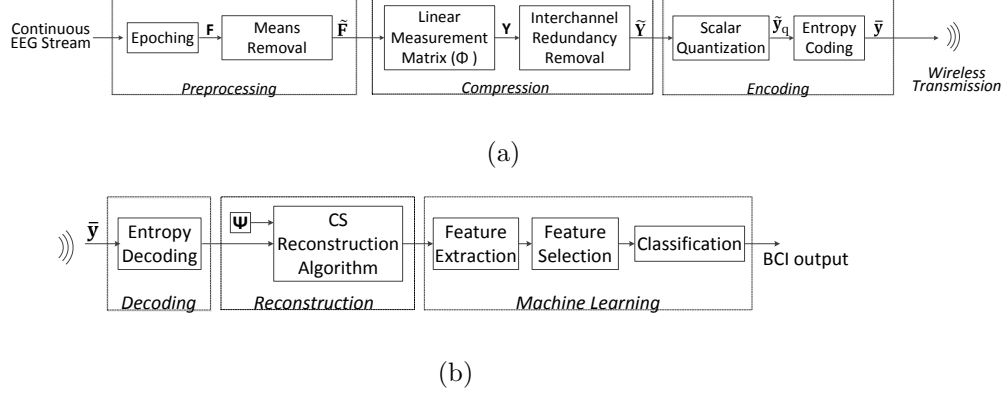 Continuous
EEG Stream
Epoching
F
Means
Removal
F̃
Preprocessing
Linear
Measurement
Matrix (Φ )
Y
Interchannel
Redundancy
Removal
Ỹ
Compression
Scalar
Quantization
ỹq
Entropy
Coding
ȳ
Encoding
Wireless
Transmission
(a)
ȳ
Entropy
Decoding
Decoding
Ψ
CS
Reconstruction
Algorithm
Reconstruction
Feature
Extraction
Feature
Selection
Classification
Machine Learning
BCI output
(b)